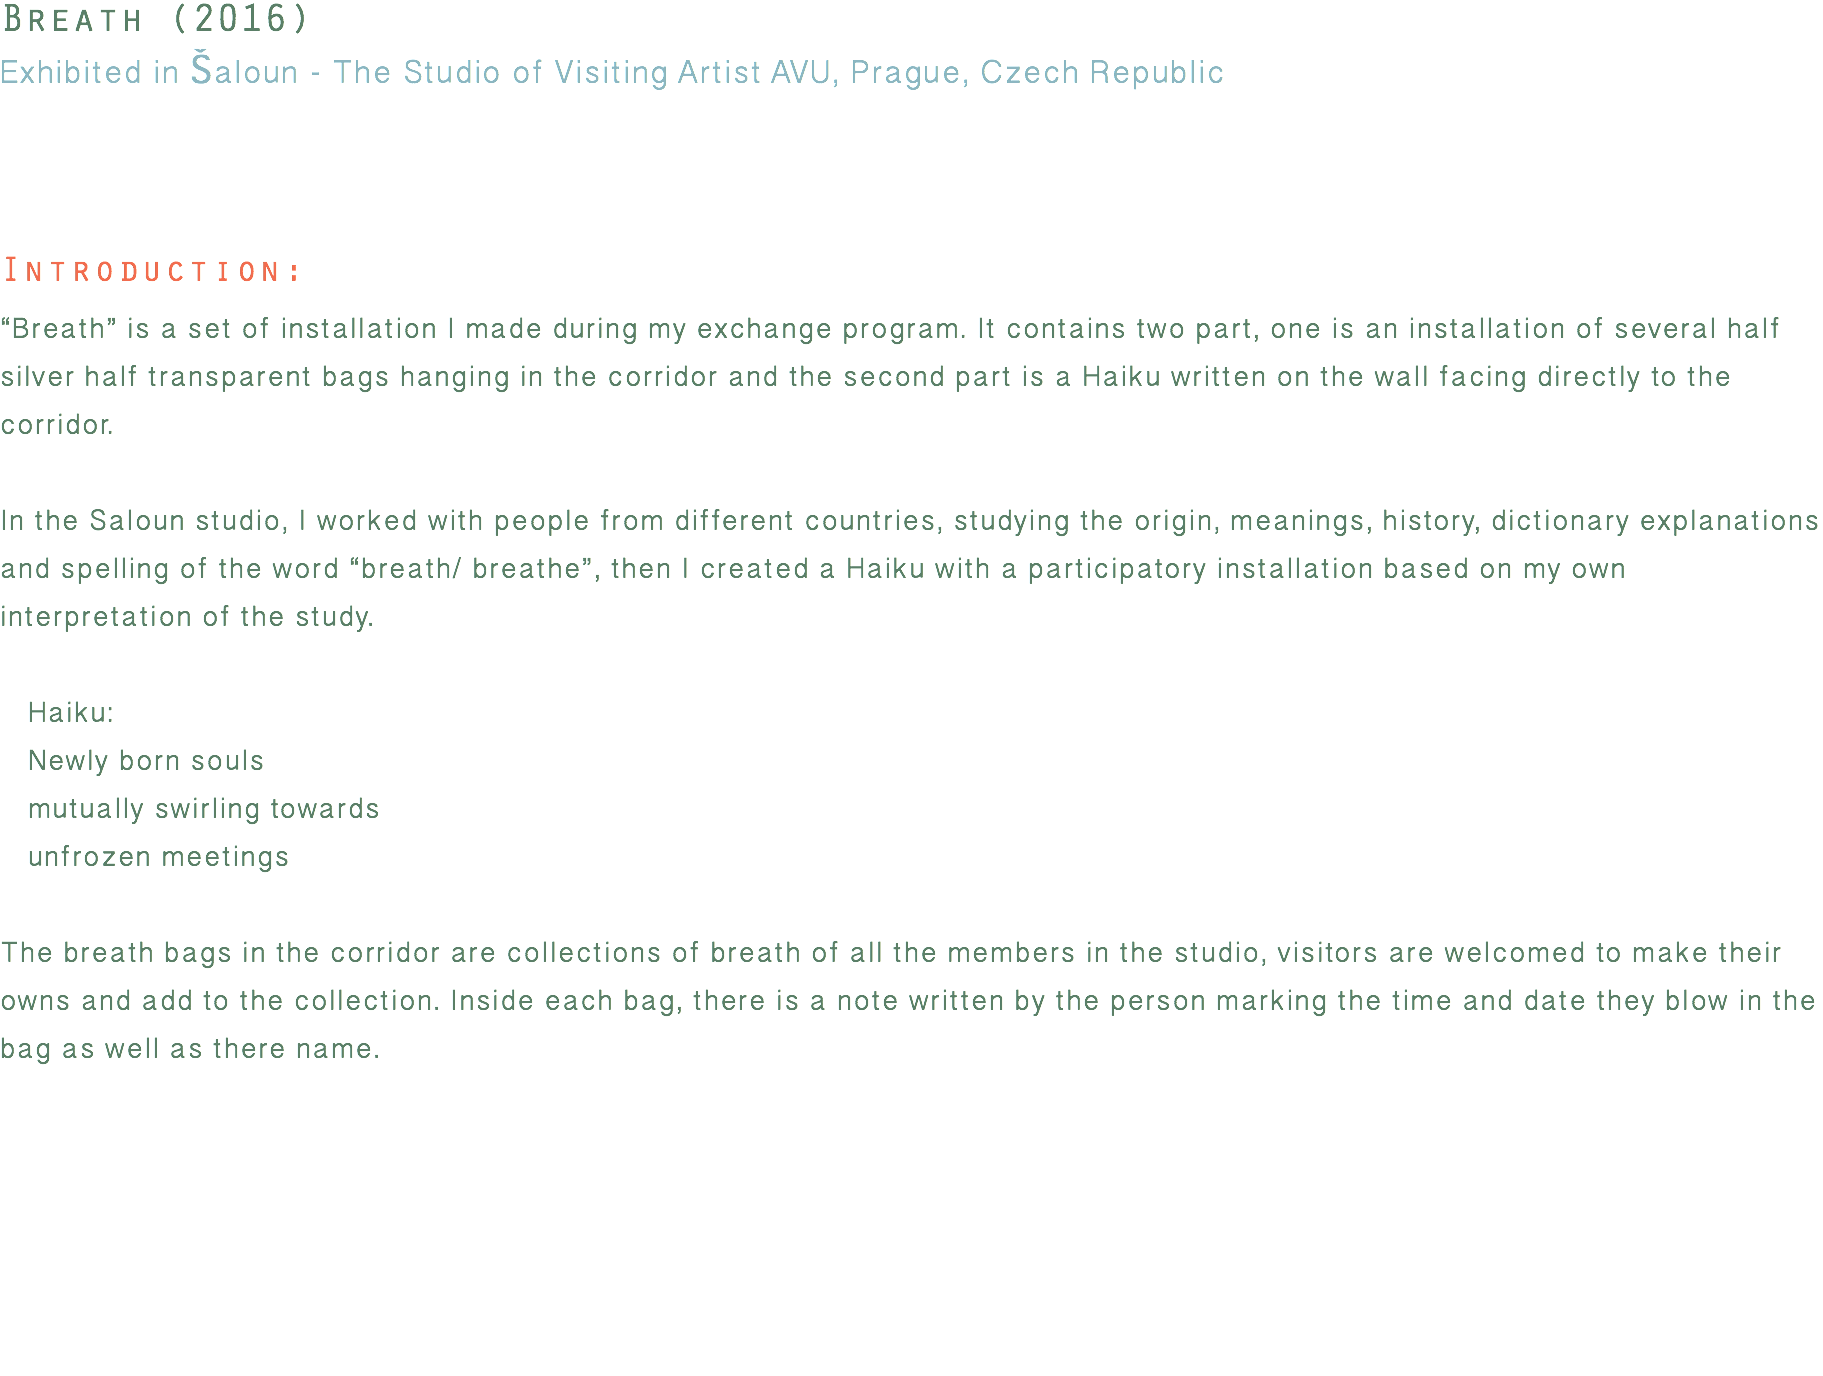 Breath (2016)
Exhibited in Šaloun - The Studio of Visiting Artist AVU, Prague, Czech Republic
Introduction:
“Breath” is a set of installation I made during my exchange program. It contains two part, one is an installation of several half
silver half transparent bags hanging in the corridor and the second part is a Haiku written on the wall facing directly to the
corridor.
In the Saloun studio, I worked with people from different countries, studying the origin, meanings, history, dictionary explanations
and spelling of the word “breath/ breathe”, then I created a Haiku with a participatory installation based on my own
interpretation of the study.
Haiku:
Newly born souls
mutually swirling towards
unfrozen meetings
The breath bags in the corridor are collections of breath of all the members in the studio, visitors are welcomed to make their
owns and add to the collection. Inside each bag, there is a note written by the person marking the time and date they blow in the
bag as well as there name.